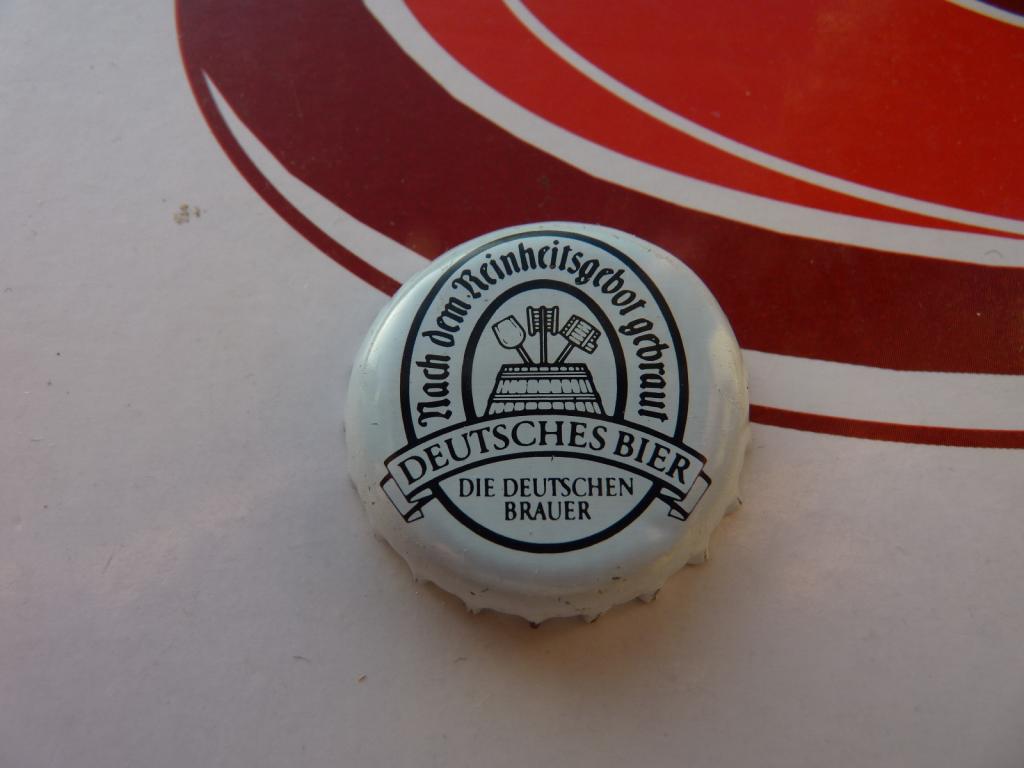 Nach dem Reinheitsgebot gebraut
DEUTSCHES BIER
DIE DEUTSCHEN
BRAUER